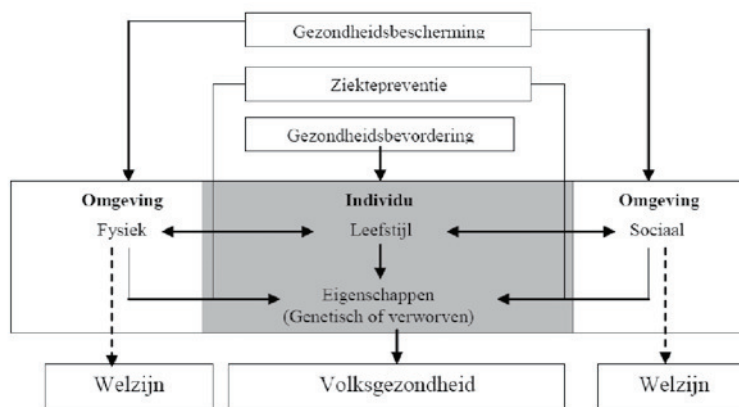 Gezondheidsbescherming
Ziektepreventie
Gezondheidsbevordering
Omgeving Individu Omgeving
Fysiek Leefstijl Sociaal
Eigenschappen
(Genetisch of verworven)
Welzijn Volksgezondheid Welzijn